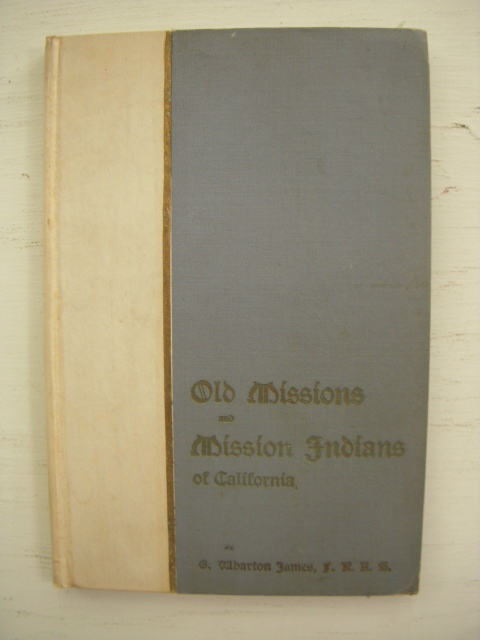 Old Missions
and
Mission Indians
of California
BY
G. Wharton James, F. R. A. S.